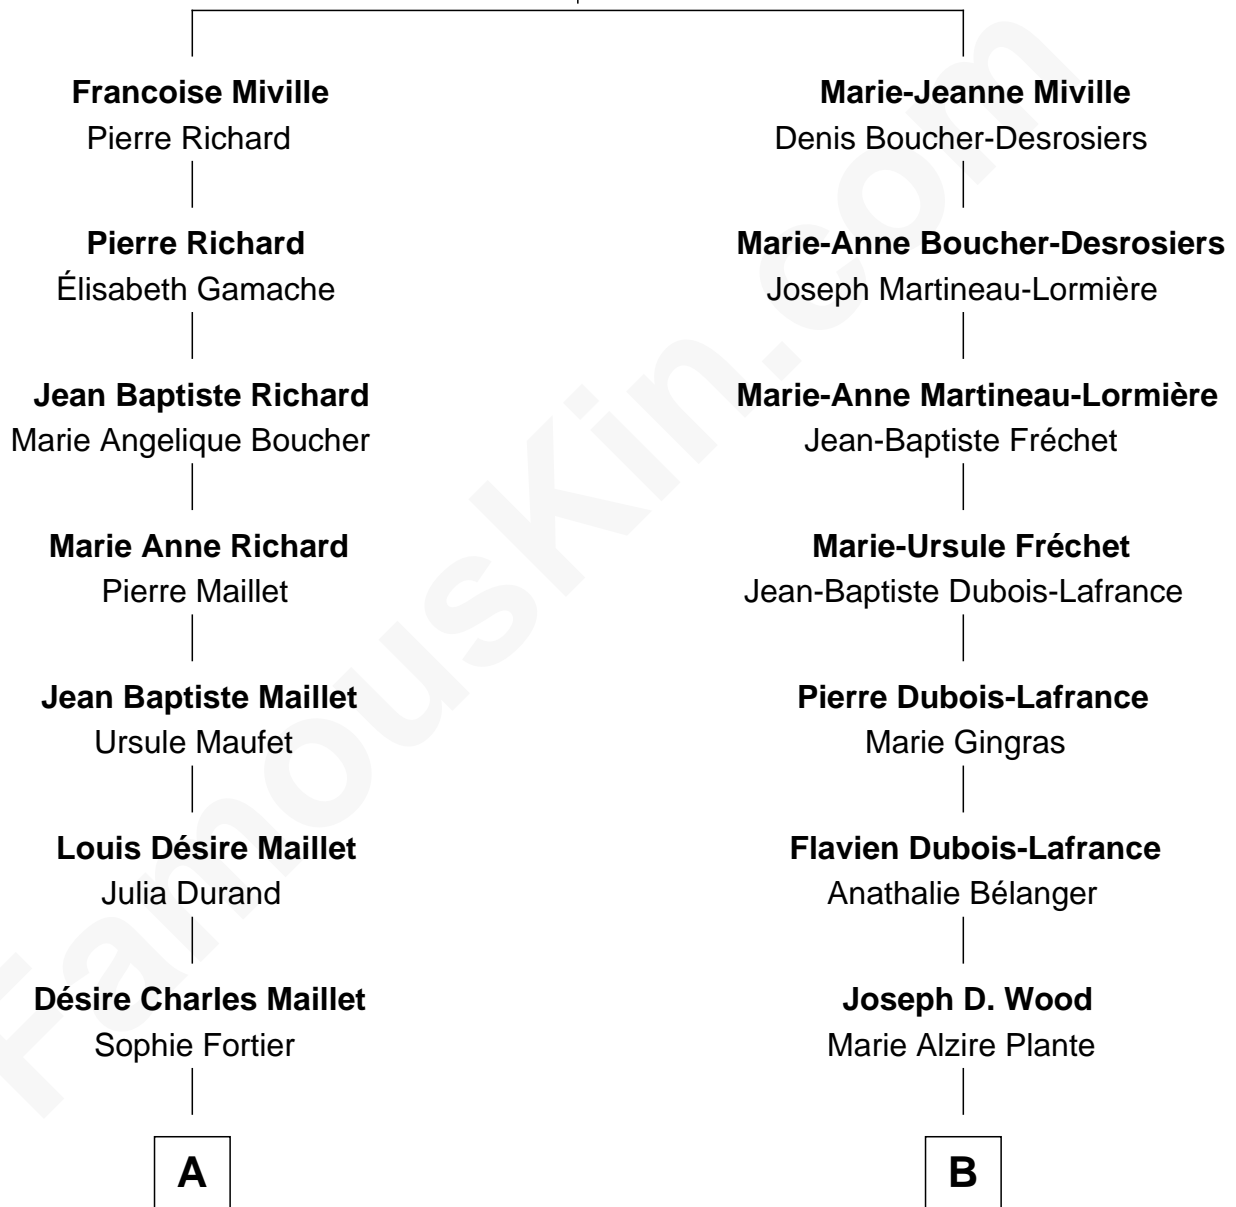 Francoise Miville
Pierre Richard
Pierre Richard
Élisabeth Gamache
Jean Baptiste Richard
Marie Angelique Boucher
Marie Anne Richard
Pierre Maillet
Jean Baptiste Maillet
Ursule Maufet
Louis Désire Maillet
Julia Durand
Désire Charles Maillet
Sophie Fortier
A
Marie-Jeanne Miville
Denis Boucher-Desrosiers
Marie-Anne Boucher-Desrosiers
Joseph Martineau-Lormière
Marie-Anne Martineau-Lormière
Jean-Baptiste Fréchet
Marie-Ursule Fréchet
Jean-Baptiste Dubois-Lafrance
Pierre Dubois-Lafrance
Marie Gingras
Flavien Dubois-Lafrance
Anathalie Bélanger
Joseph D. Wood
Marie Alzire Plante
B
FamousKin.com